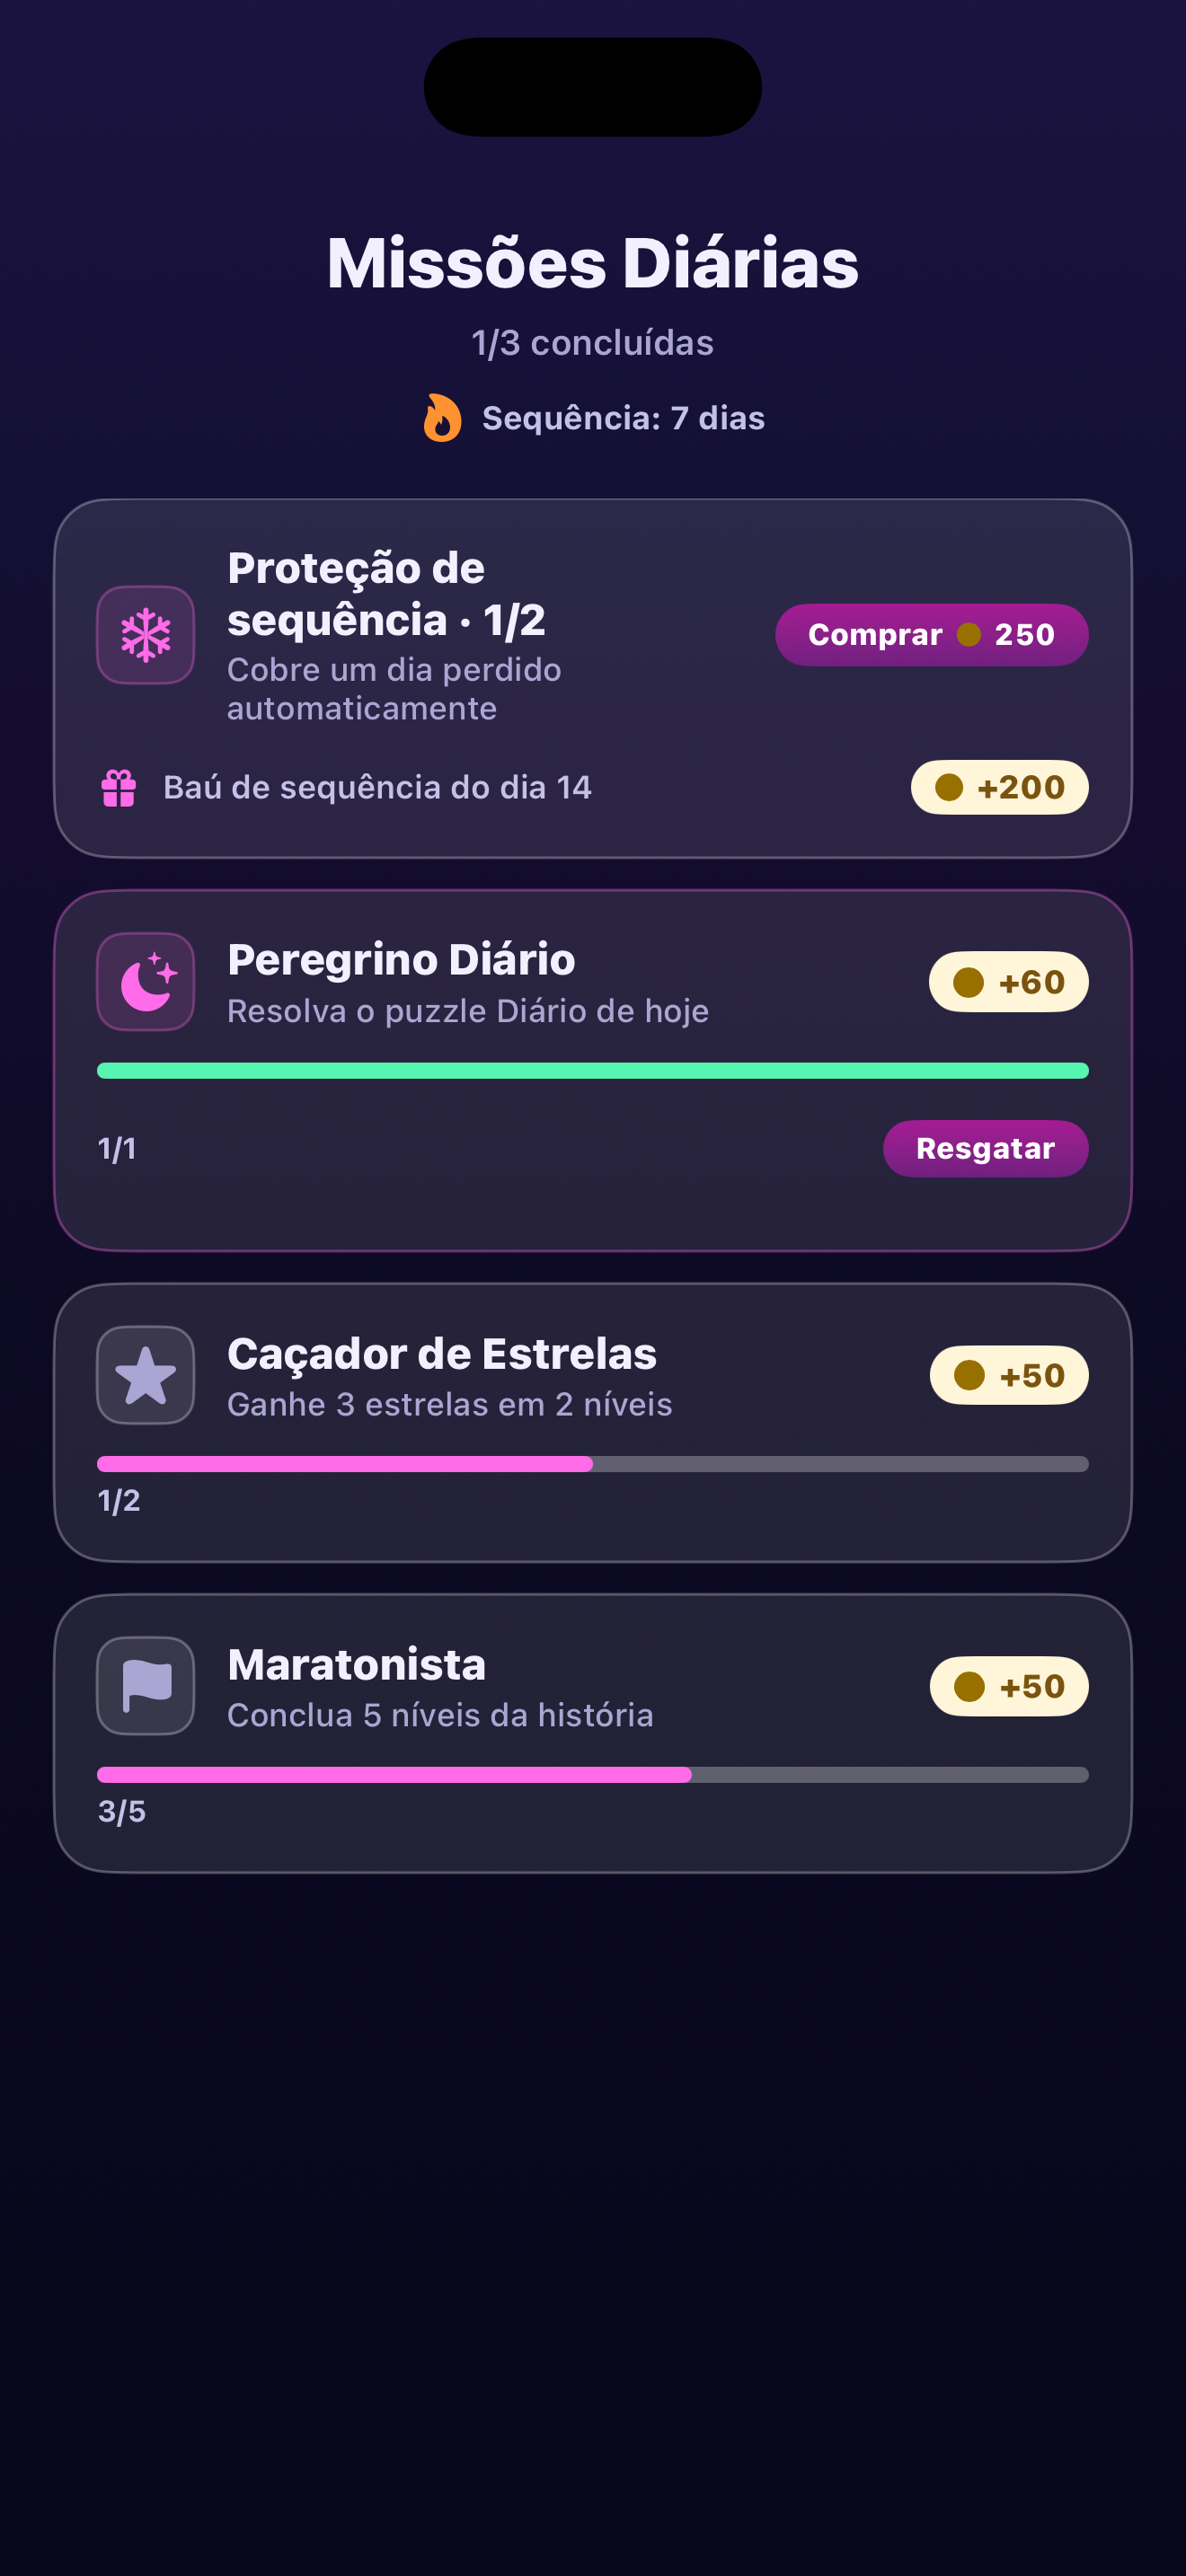 Missões Diárias
1/3 concluídas
Sequência: 7 dias
Proteção de
sequência · 1/2
Cobre um dia perdido
automaticamente
Comprar 250
Baú de sequência do dia 14
+200
Peregrino Diário
Resolva o puzzle Diário de hoje
+60
1/1
Resgatar
Caçador de Estrelas
Ganhe 3 estrelas em 2 níveis
+50
1/2
Maratonista
Conclua 5 níveis da história
+50
3/5